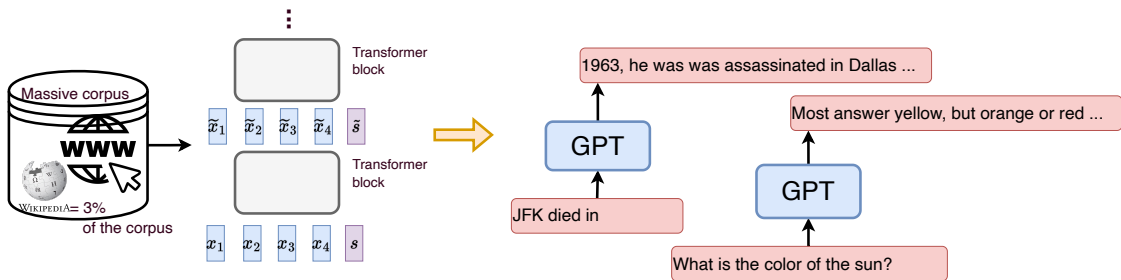 Massive corpus
www
WIKIPEDIA = 3%
of the corpus
⋮
Transformer
block
x̃₁ x̃₂ x̃₃ x̃₄ s̃
Transformer
block
x₁ x₂ x₃ x₄ s
1963, he was was assassinated in Dallas ...
GPT
JFK died in
Most answer yellow, but orange or red ...
GPT
What is the color of the sun?